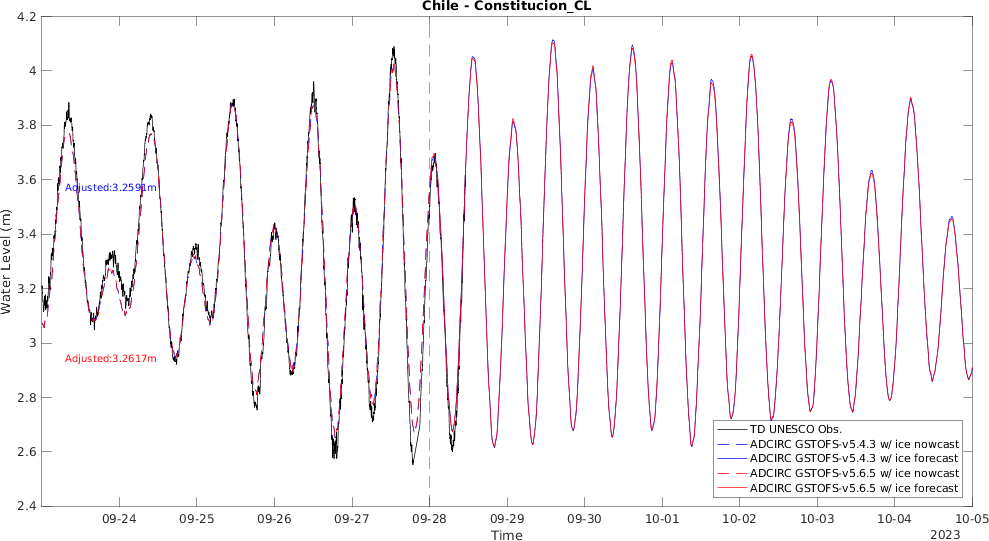 Chile - Constitucion_CL
4.2
4
3.8
3.6
3.4
3.2
3
2.8
2.6
2.4
Water Level (m)
Adjusted:3.2591m
Adjusted:3.2617m
TD UNESCO Obs.
ADCIRC GSTOFS-v5.4.3 w/ ice nowcast
ADCIRC GSTOFS-v5.4.3 w/ ice forecast
ADCIRC GSTOFS-v5.6.5 w/ ice nowcast
ADCIRC GSTOFS-v5.6.5 w/ ice forecast
09-24 09-25 09-26 09-27 09-28 09-29 09-30 10-01 10-02 10-03 10-04 10-05
Time
2023